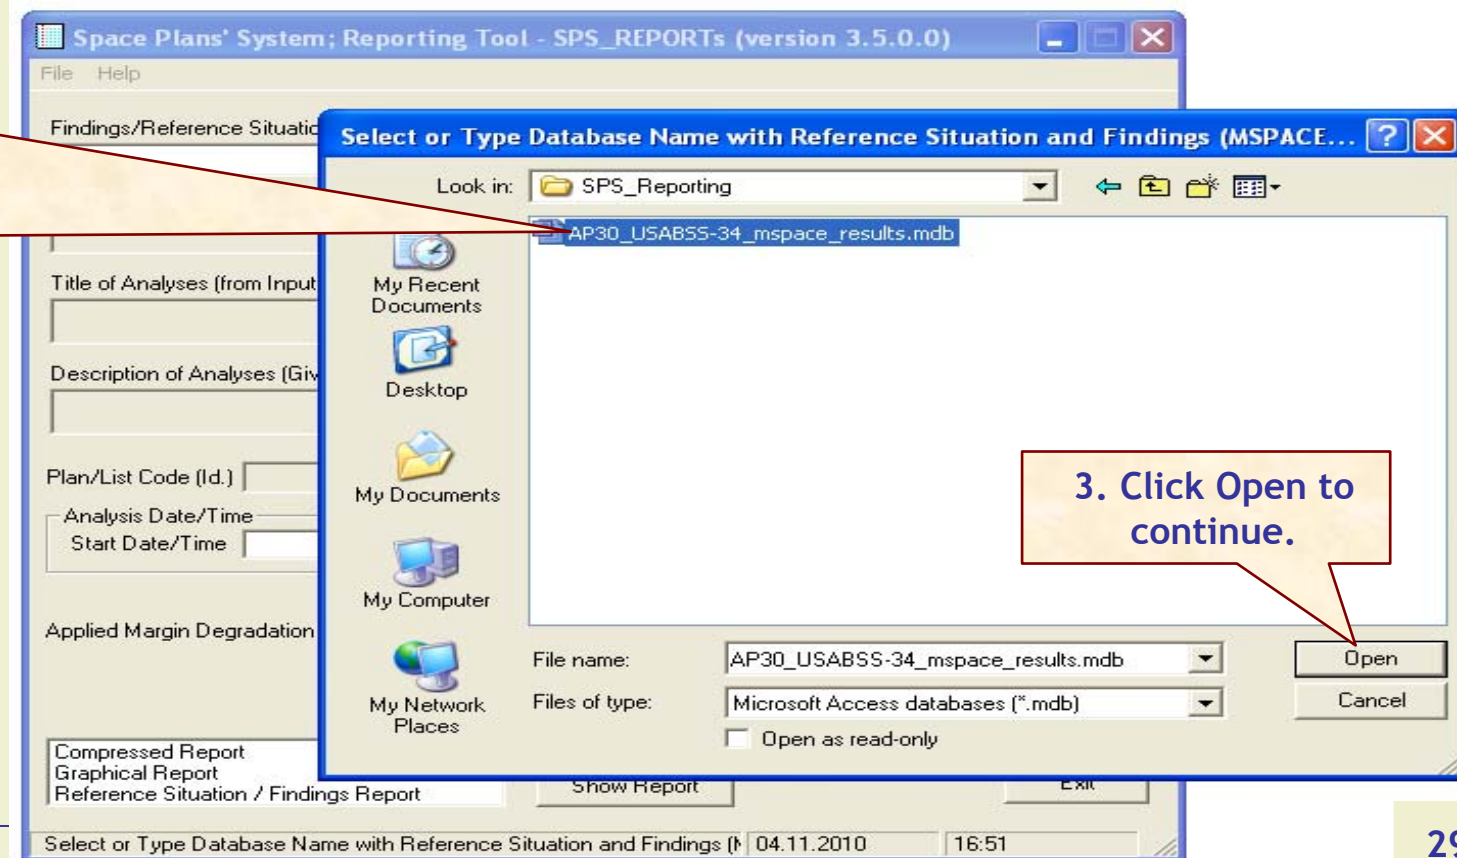 Space Plans' System; Reporting Tool - SPS_REPORTs (version 3.5.0.0)
File Help
Findings/Reference Situatio
Select or Type Database Name with Reference Situation and Findings (MSPACE...
Look in: SPS_Reporting
AP30_USABSS-34_mspace_results.mdb
My Recent
Documents
Desktop
My Documents
My Computer
My Network
Places
Title of Analyses (from Input
Description of Analyses (Giv
Plan/List Code (Id.)
Analysis Date/Time
Start Date/Time
Applied Margin Degradation
3. Click Open to
continue.
File name: AP30_USABSS-34_mspace_results.mdb Open
Files of type: Microsoft Access databases (*.mdb) Cancel
Open as read-only
Compressed Report
Graphical Report
Reference Situation / Findings Report
Show Report Exit
Select or Type Database Name with Reference Situation and Findings (M 04.11.2010 16:51
29